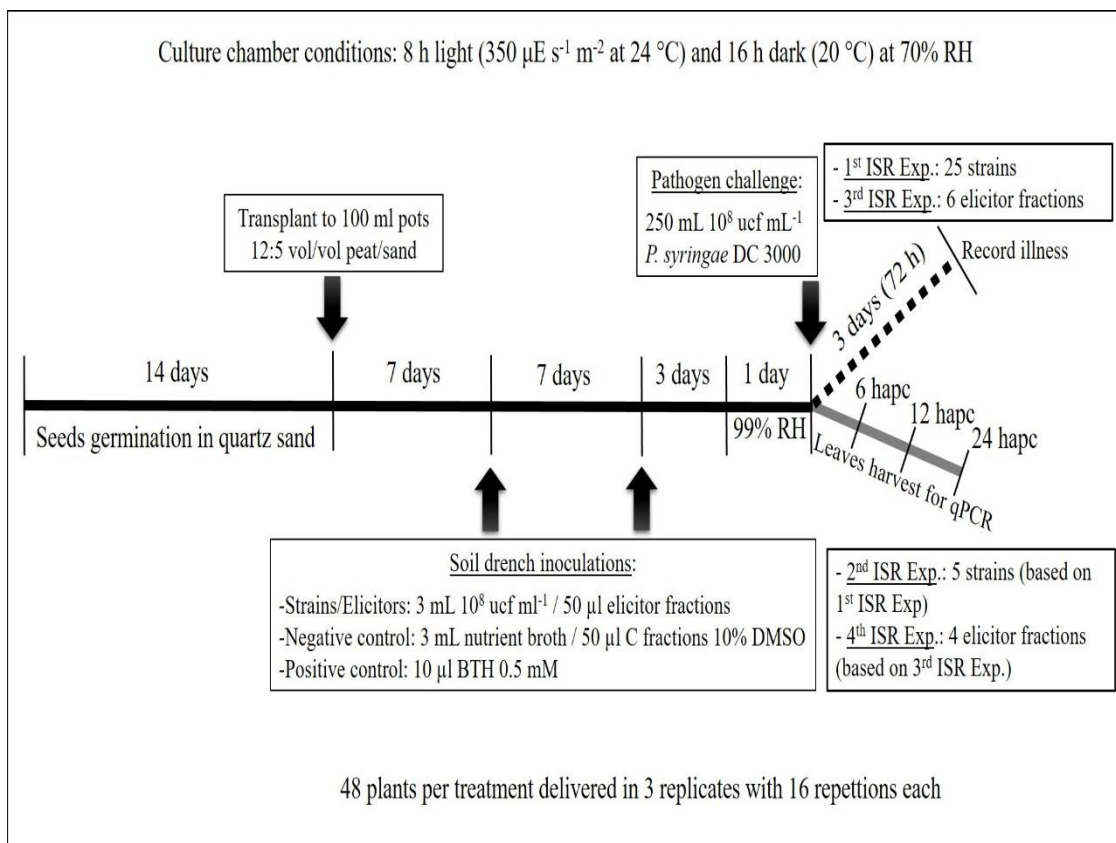 Culture chamber conditions: 8 h light (350 µE s⁻¹ m⁻² at 24 °C) and 16 h dark (20 °C) at 70% RH
Transplant to 100 ml pots
12:5 vol/vol peat/sand
Pathogen challenge:
250 mL 10⁸ ucf mL⁻¹
P. syringae DC 3000
- 1st ISR Exp.: 25 strains
- 3rd ISR Exp.: 6 elicitor fractions
Record illness
3 days (72 h)
14 days
7 days
7 days
3 days
1 day
Seeds germination in quartz sand
99% RH
6 hapc
12 hapc
24 hapc
Leaves harvest for qPCR
Soil drench inoculations:
-Strains/Elicitors: 3 mL 10⁸ ucf ml⁻¹ / 50 µl elicitor fractions
-Negative control: 3 mL nutrient broth / 50 µl C fractions 10% DMSO
-Positive control: 10 µl BTH 0.5 mM
- 2nd ISR Exp.: 5 strains (based on
1st ISR Exp)
- 4th ISR Exp.: 4 elicitor fractions
(based on 3rd ISR Exp.)
48 plants per treatment delivered in 3 replicates with 16 repettions each